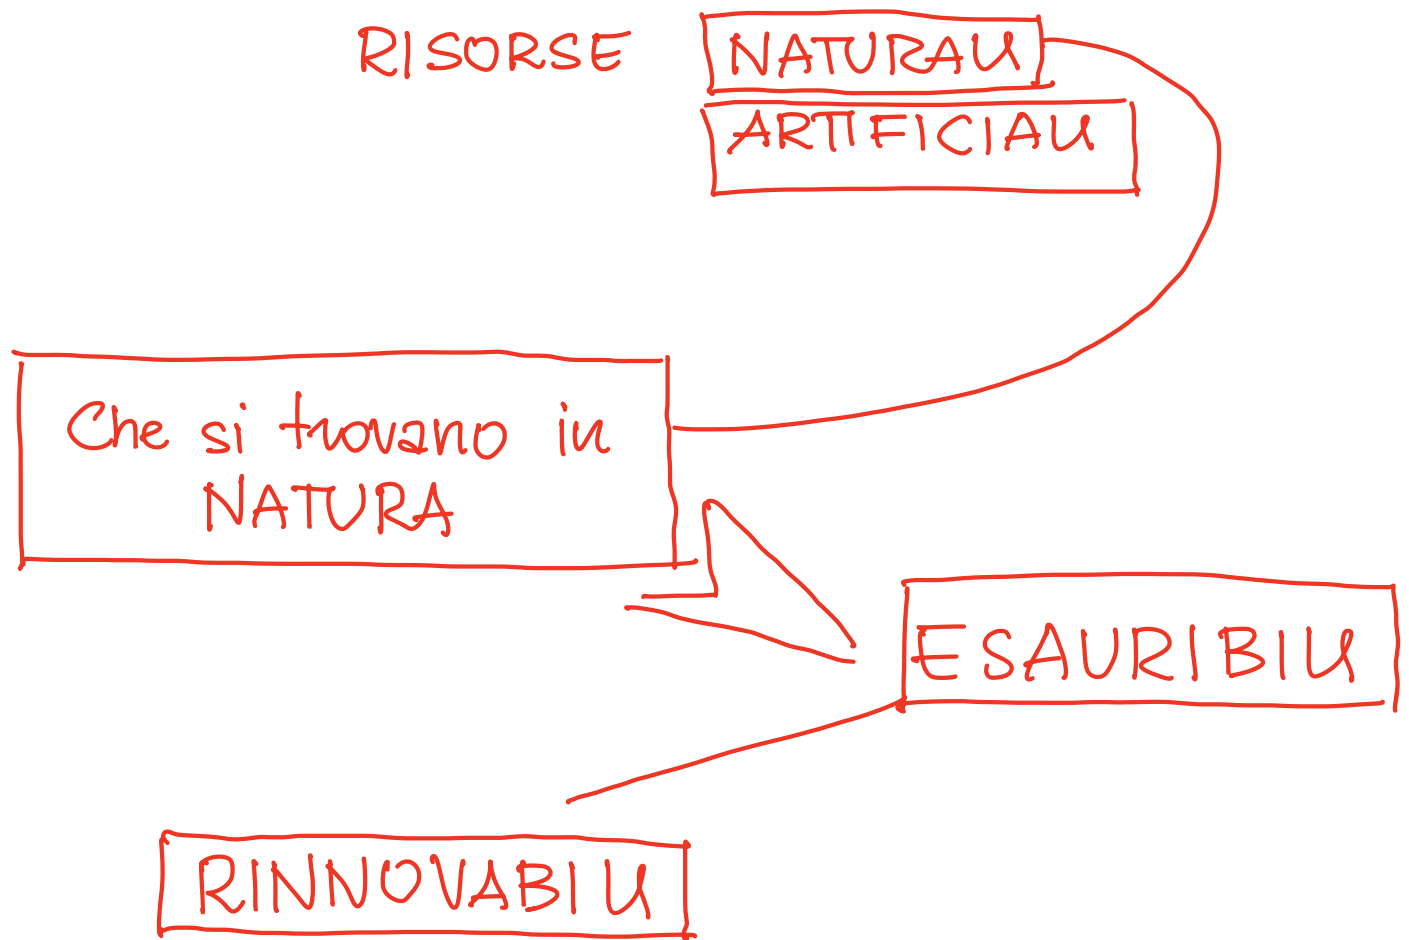 RISORSE NATURALI
ARTIFICIALI
Che si trovano in
NATURA
ESAURIBILI
RINNOVABILI